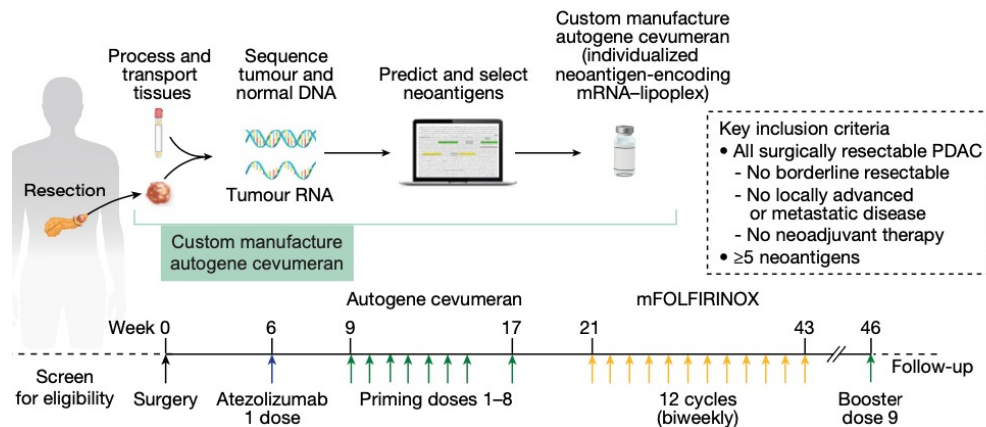 Process and
transport
tissues
Sequence
tumour and
normal DNA
Predict and select
neoantigens
Custom manufacture
autogene cevumeran
(individualized
neoantigen-encoding
mRNA–lipoplex)
Resection
Tumour RNA
Custom manufacture
autogene cevumeran
Key inclusion criteria
• All surgically resectable PDAC
- No borderline resectable
- No locally advanced
or metastatic disease
- No neoadjuvant therapy
• ≥5 neoantigens
Autogene cevumeran
mFOLFIRINOX
Week 0 6 9 17 21 43 46
Screen
for eligibility
Surgery
Atezolizumab
1 dose
Priming doses 1–8
12 cycles
(biweekly)
Booster
dose 9
Follow-up